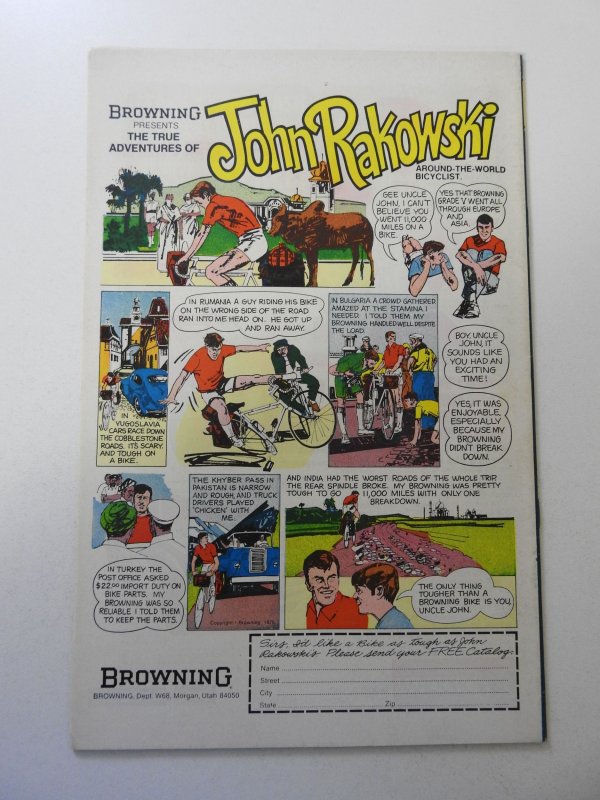 BROWNING
PRESENTS
THE TRUE
ADVENTURES OF
John Rakowski
AROUND-THE-WORLD
BICYCLIST.
GEE UNCLE
JOHN, I CAN'T
BELIEVE YOU
WENT 11,000
MILES ON A
BIKE.
YES THAT BROWNING
GRADE 'V' WENT ALL
THROUGH EUROPE
AND
ASIA.
IN
YUGOSLAVIA
CARS RACE DOWN
THE COBBLESTONE
ROADS. IT'S SCARY.
AND TOUGH ON
A BIKE.
IN RUMANIA A GUY RIDING HIS BIKE
ON THE WRONG SIDE OF THE ROAD
RAN INTO ME HEAD ON. HE GOT UP
AND RAN AWAY.
IN BULGARIA A CROWD GATHERED
AMAZED AT THE STAMINA I
NEEDED. I TOLD THEM MY
BROWNING HANDLED WELL DESPITE
THE LOAD.
BOY, UNCLE
JOHN, IT
SOUNDS LIKE
YOU HAD AN
EXCITING
TIME!
YES, IT WAS
ENJOYABLE,
ESPECIALLY
BECAUSE MY
BROWNING
DIDN'T BREAK
DOWN.
IN TURKEY THE
POST OFFICE ASKED
$22.00 IMPORT DUTY ON
BIKE PARTS. MY
BROWNING WAS SO
RELIABLE I TOLD THEM
TO KEEP THE PARTS.
THE KHYBER PASS IN
PAKISTAN IS NARROW
AND ROUGH, AND TRUCK
DRIVERS PLAYED
'CHICKEN' WITH
ME.
Copyright Browning
AND INDIA HAD THE WORST ROADS OF THE WHOLE TRIP
THE REAR SPINDLE BROKE. MY BROWNING WAS PRETTY
TOUGH TO GO 11,000 MILES WITH ONLY ONE
BREAKDOWN.
THE ONLY THING
TOUGHER THAN A
BROWNING BIKE IS YOU,
UNCLE JOHN.
BROWNING
BROWNING, Dept. W68, Morgan, Utah 84050
Sirs, I'd like a Bike as tough as John
Rakowski's. Please send your FREE Catalog.
Name
Street
City
State Zip